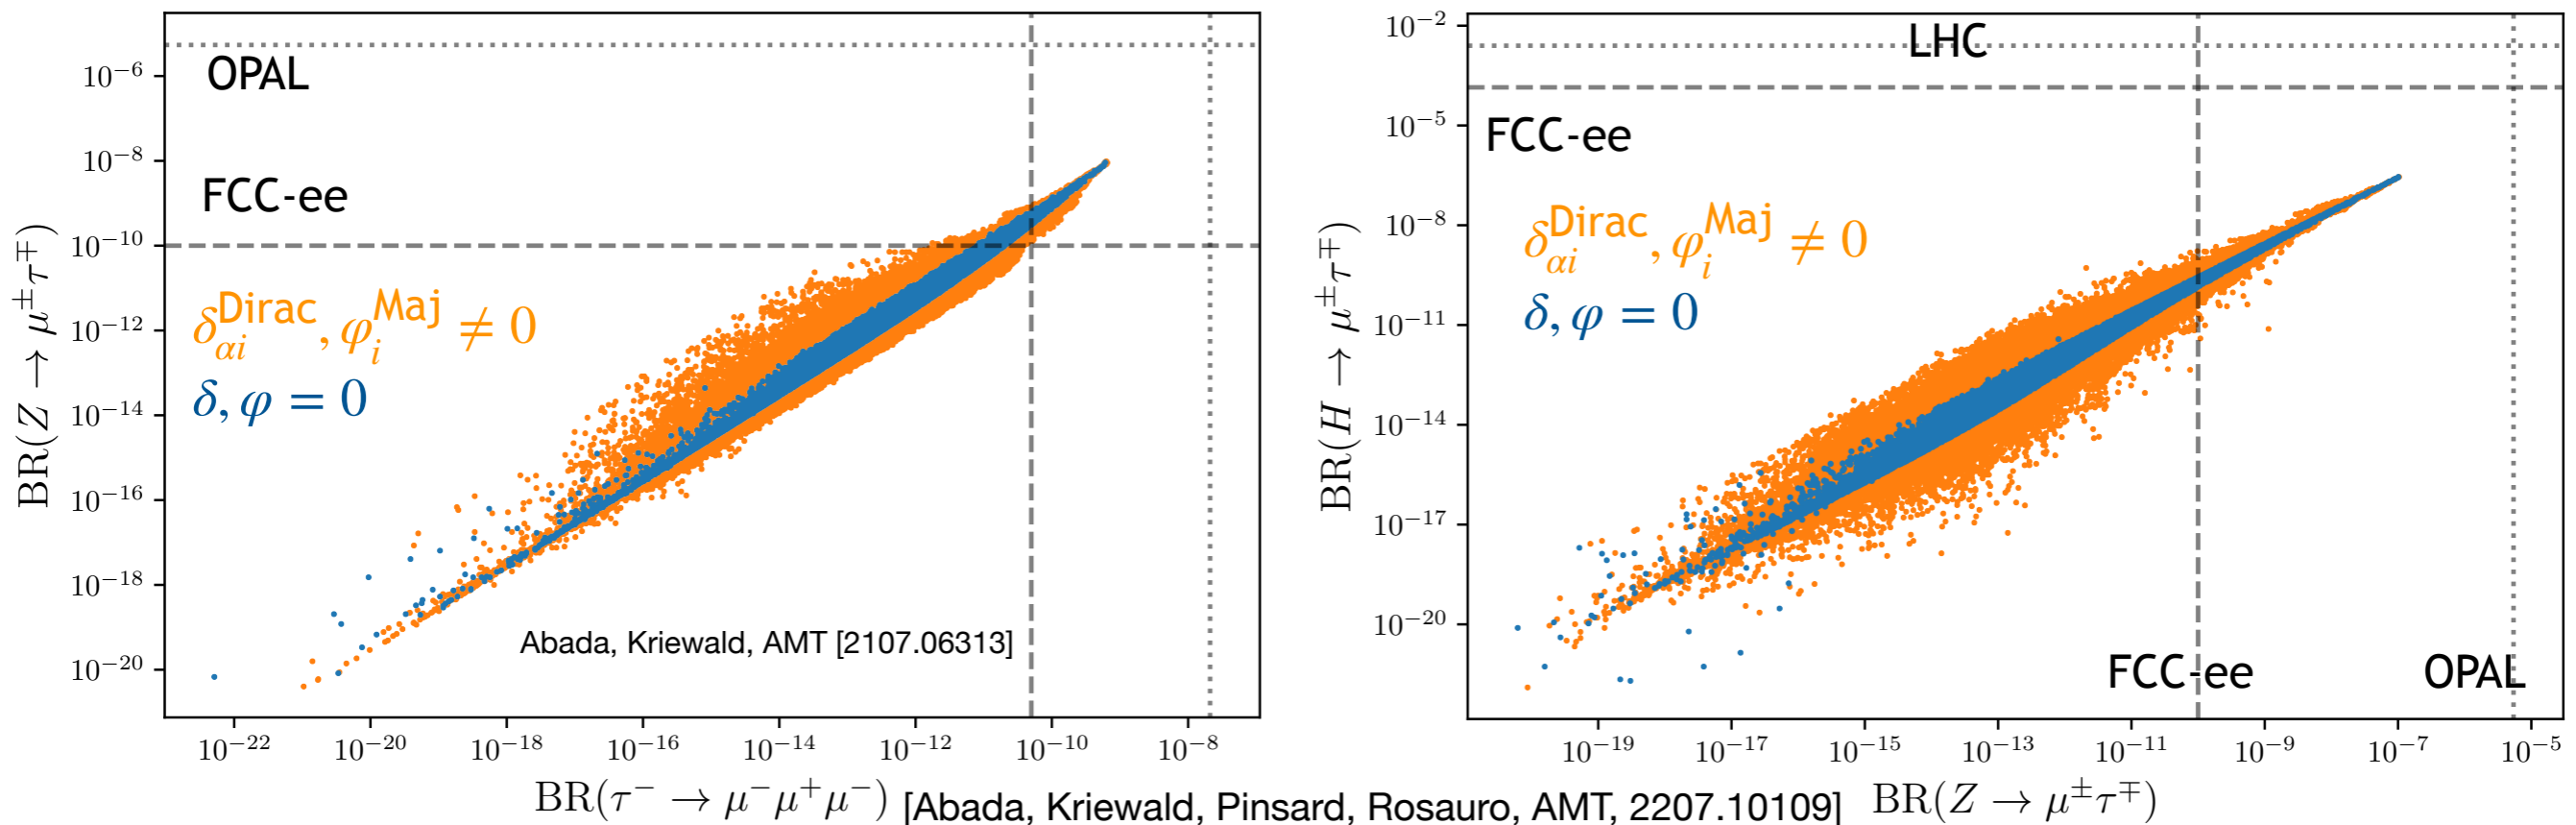 OPAL
FCC-ee
δ_{αi}^{Dirac}, φ_i^{Maj} ≠ 0
δ, φ = 0
Abada, Kriewald, AMT [2107.06313]
BR(Z → μ^±τ^∓)
10^{-6}
10^{-8}
10^{-10}
10^{-12}
10^{-14}
10^{-16}
10^{-18}
10^{-20}
10^{-22} 10^{-20} 10^{-18} 10^{-16} 10^{-14} 10^{-12} 10^{-10} 10^{-8}
BR(τ^- → μ^-μ^+μ^-)
LHC
FCC-ee
δ_{αi}^{Dirac}, φ_i^{Maj} ≠ 0
δ, φ = 0
FCC-ee OPAL
BR(H → μ^±τ^∓)
10^{-2}
10^{-5}
10^{-8}
10^{-11}
10^{-14}
10^{-17}
10^{-20}
10^{-19} 10^{-17} 10^{-15} 10^{-13} 10^{-11} 10^{-9} 10^{-7} 10^{-5}
[Abada, Kriewald, Pinsard, Rosauro, AMT, 2207.10109]
BR(Z → μ^±τ^∓)